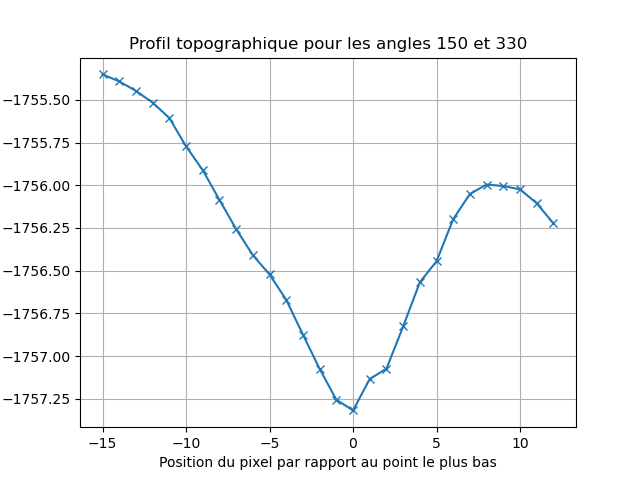 Profil topographique pour les angles 150 et 330
−1755.50
−1755.75
−1756.00
−1756.25
−1756.50
−1756.75
−1757.00
−1757.25
−15 −10 −5 0 5 10
Position du pixel par rapport au point le plus bas